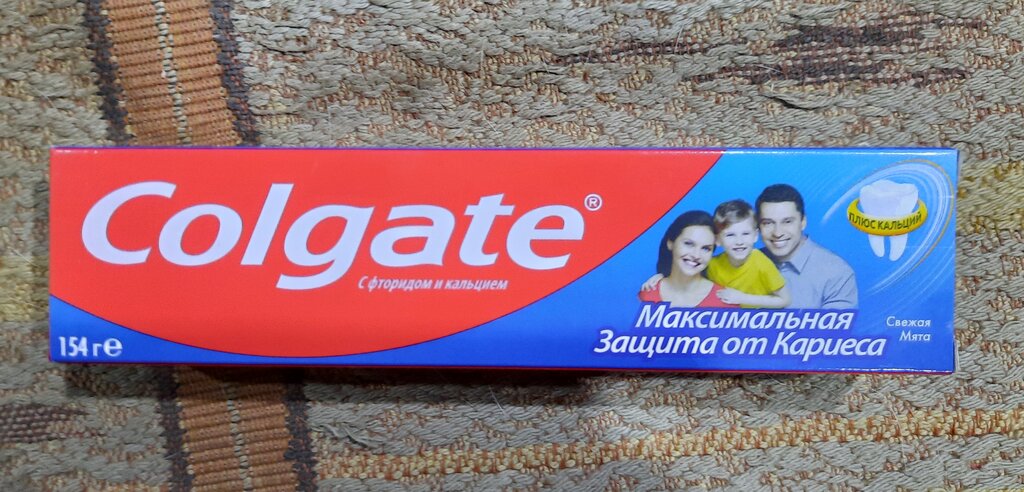 Colgate®
С фторидом и кальцием
154 г℮
ПЛЮС КАЛЬЦИЙ
Максимальная
Защита от Кариеса
Свежая
Мята